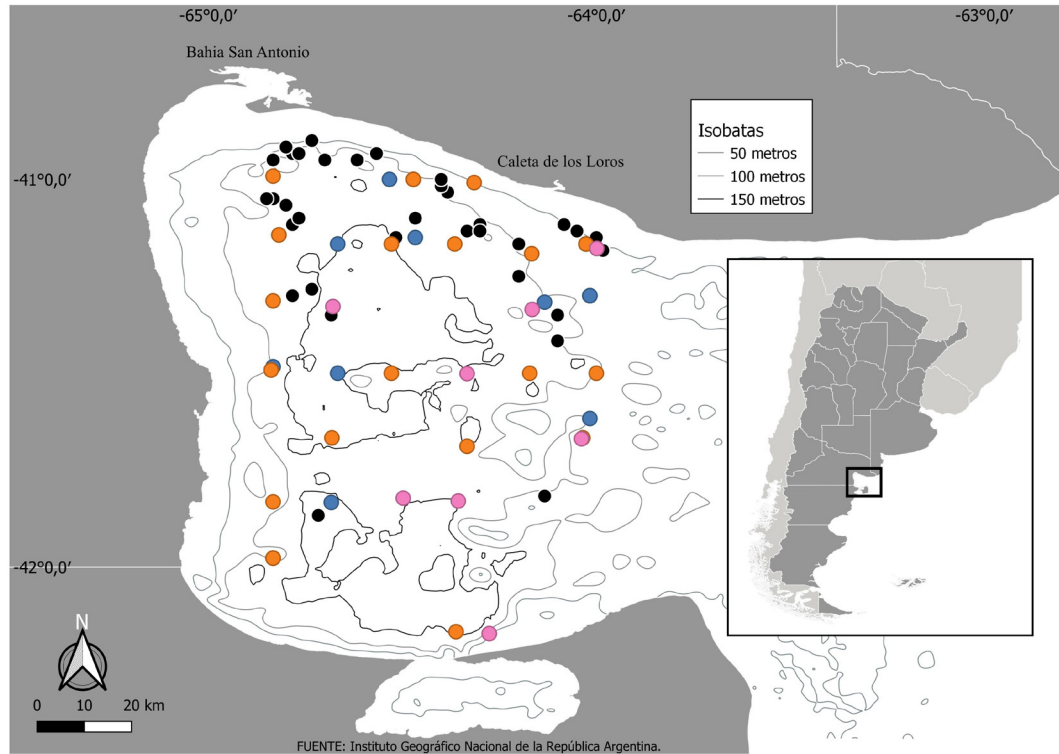 -65°0,0′
-64°0,0′
-63°0,0′
Bahia San Antonio
Isobatas
50 metros
100 metros
150 metros
Caleta de los Loros
-41°0,0′
-42°0,0′
N
0 10 20 km
FUENTE: Instituto Geográfico Nacional de la República Argentina.